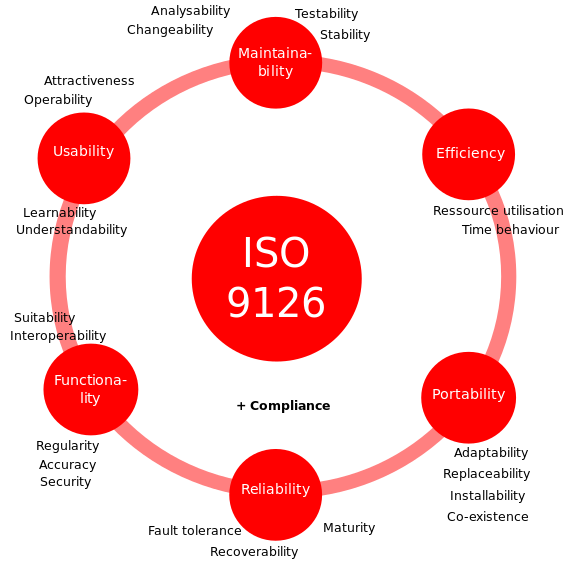 Analysability
Testability
Changeability
Stability
Maintaina-
bility
Attractiveness
Operability
Usability
Efficiency
Learnability
Understandability
Ressource utilisation
Time behaviour
ISO
9126
Suitability
Interoperability
Functiona-
lity
Portability
+ Compliance
Regularity
Accuracy
Security
Adaptability
Replaceability
Installability
Co-existence
Reliability
Fault tolerance
Maturity
Recoverability